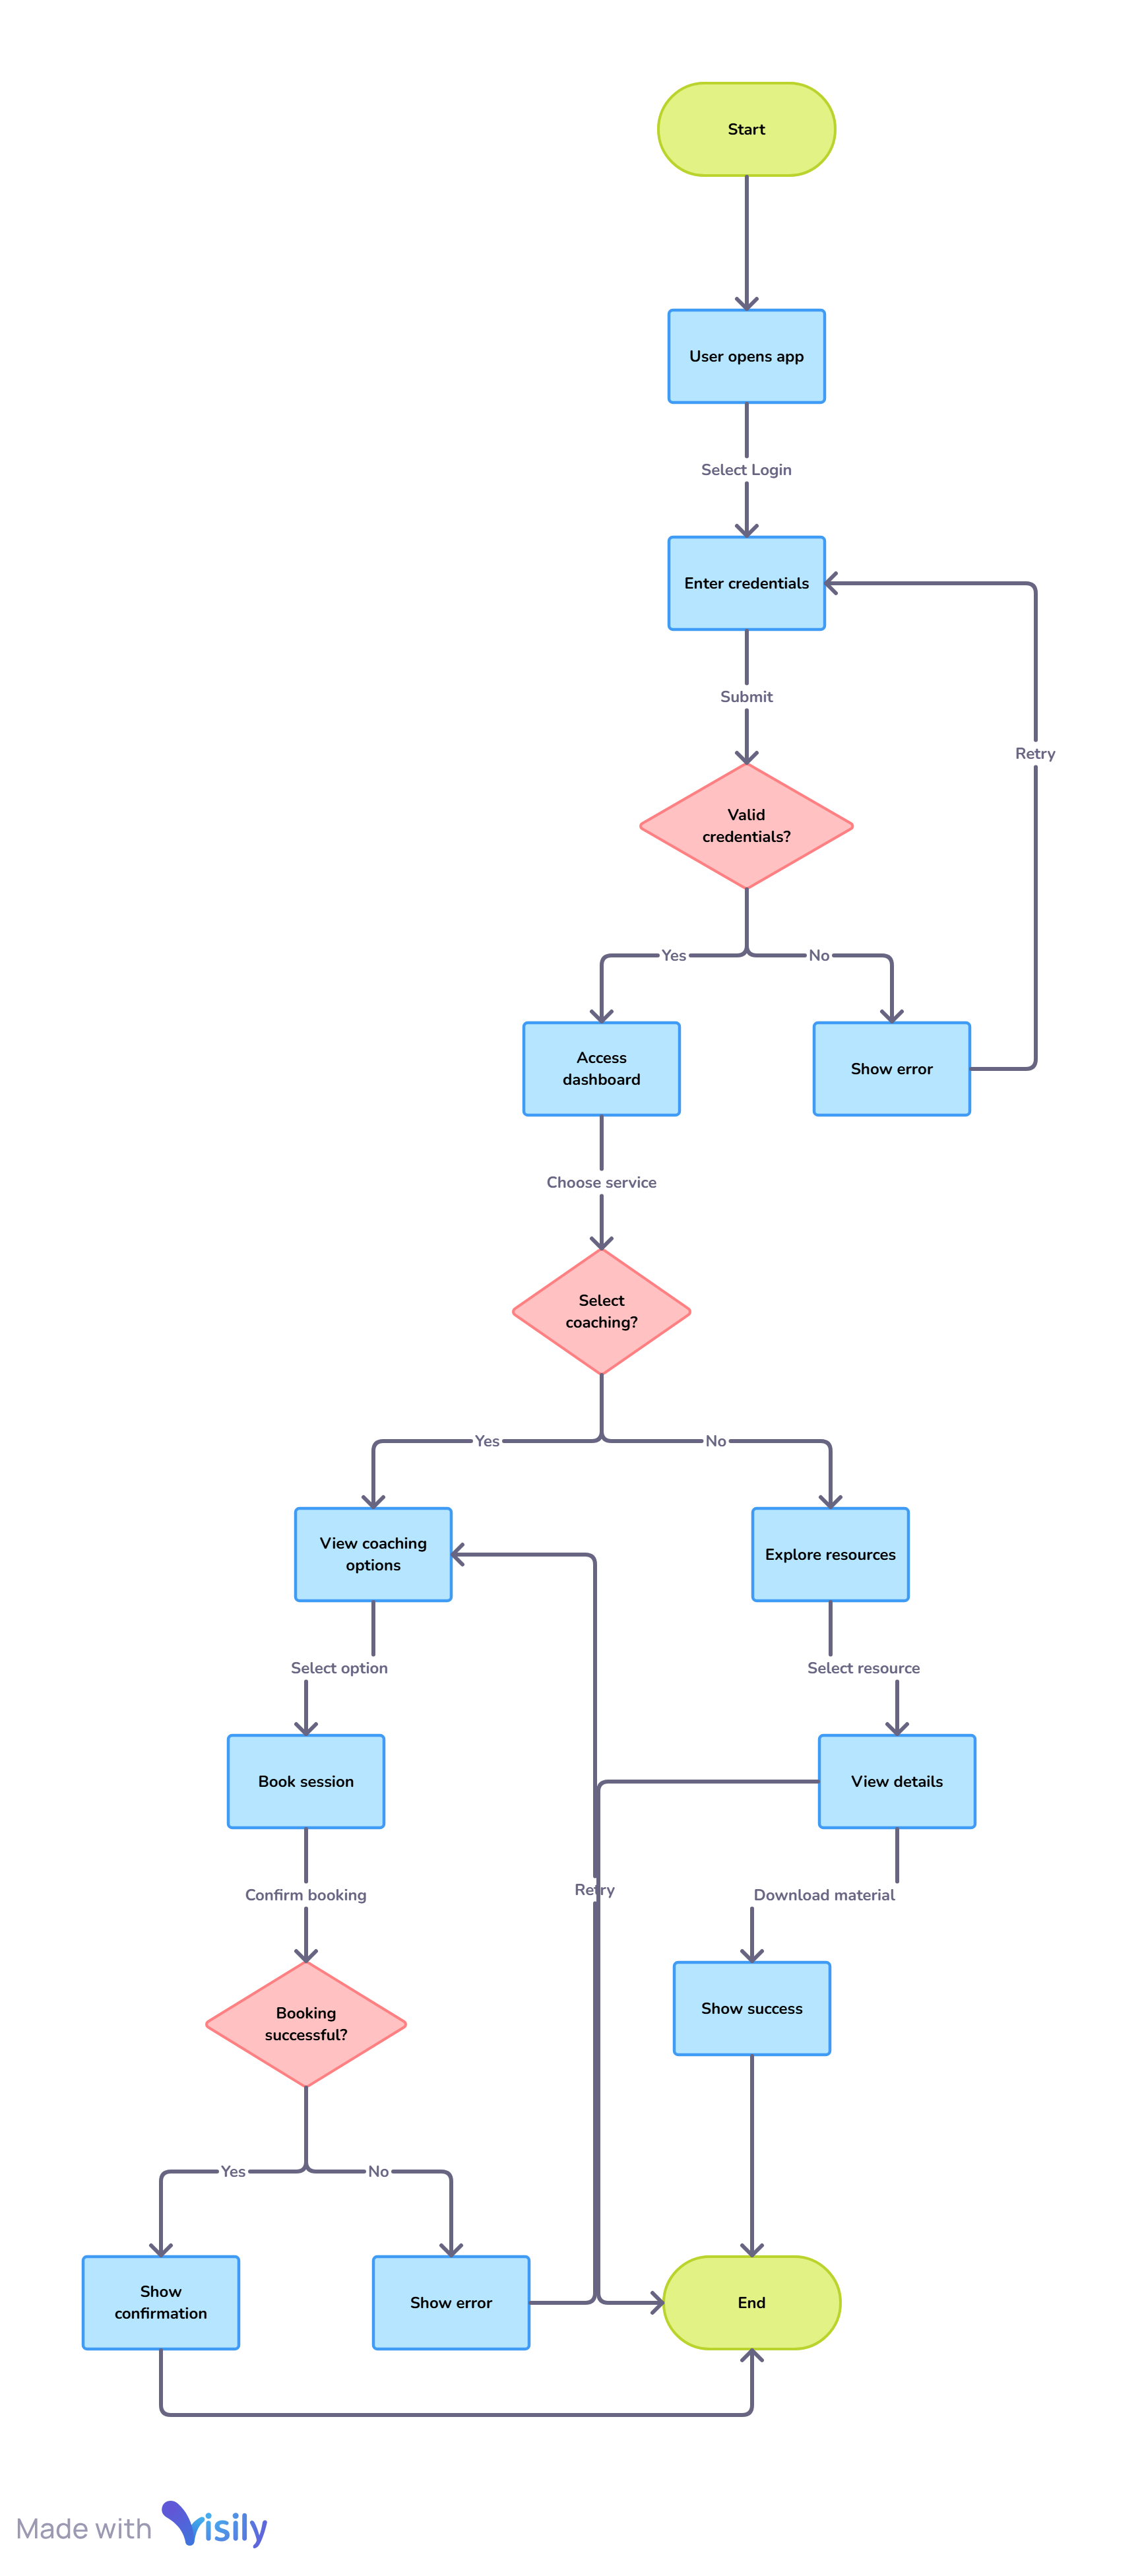 Start
User opens app
Select Login
Enter credentials
Submit
Retry
Valid
credentials?
Yes
No
Access
dashboard
Show error
Choose service
Select
coaching?
Yes
No
View coaching
options
Explore resources
Select option
Select resource
Book session
View details
Confirm booking
Retry
Download material
Booking
successful?
Show success
Yes
No
Show
confirmation
Show error
End
Made with Visily